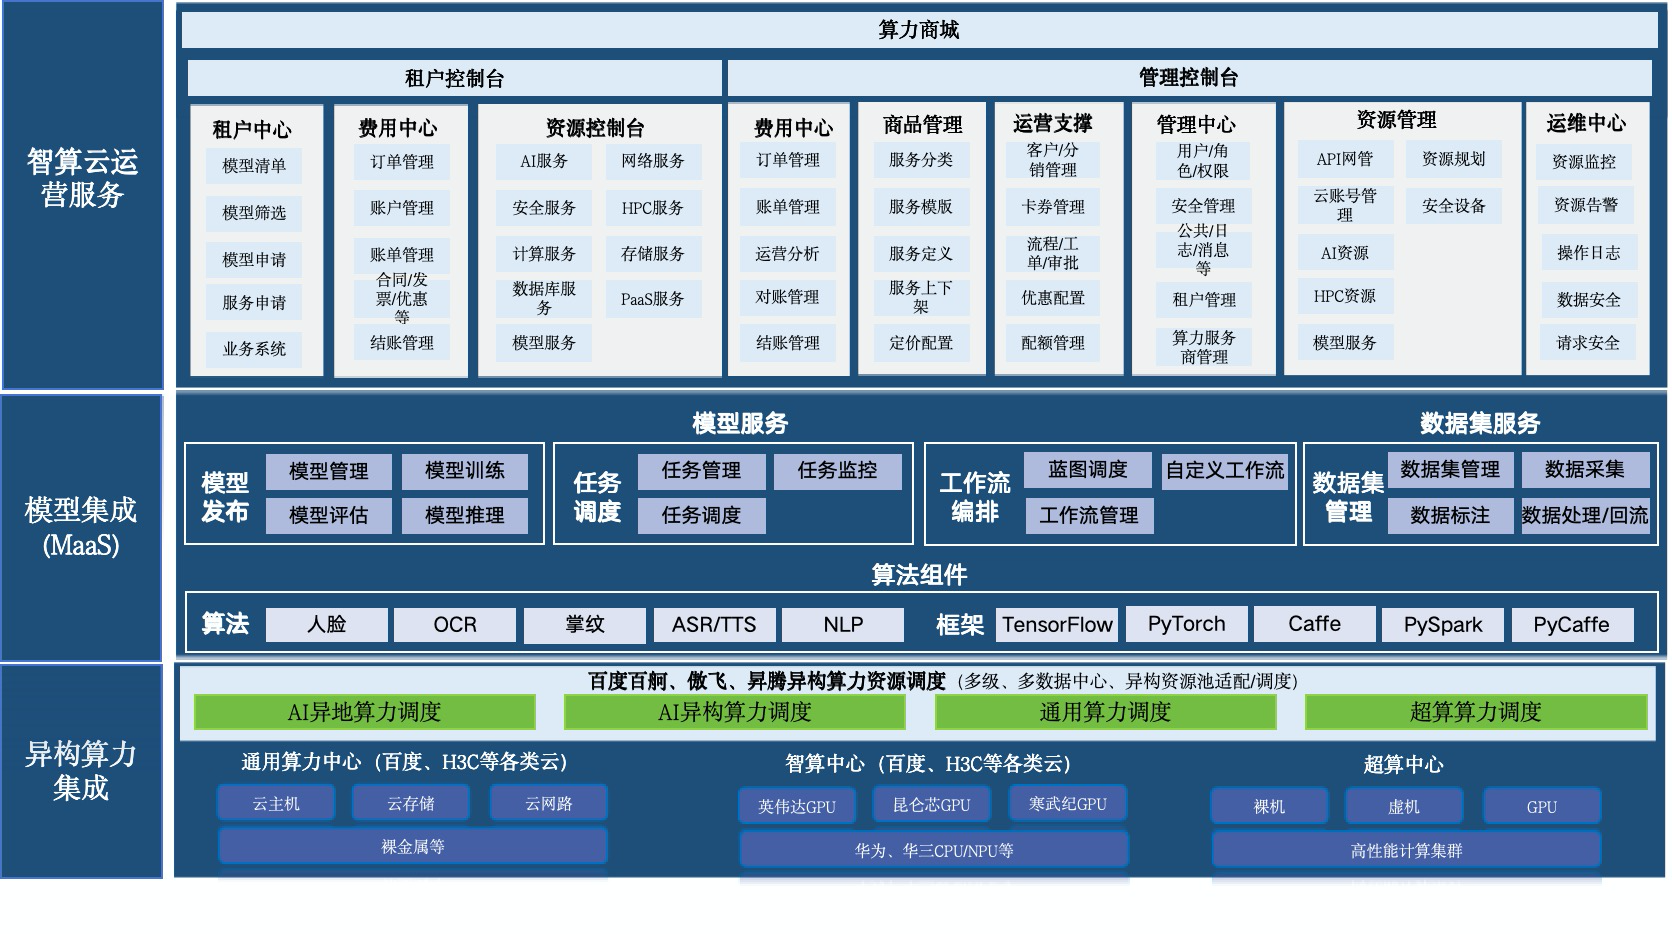 智算云运
营服务
算力商城
租户控制台
管理控制台
租户中心
模型清单
模型筛选
模型申请
服务申请
业务系统
费用中心
订单管理
账户管理
账单管理
合同/发
票/优惠
等
结账管理
资源控制台
AI服务
网络服务
安全服务
HPC服务
计算服务
存储服务
数据库服
务
PaaS服务
模型服务
费用中心
订单管理
账单管理
运营分析
对账管理
结账管理
商品管理
服务分类
服务模版
服务定义
服务上下
架
定价配置
运营支撑
客户/分
销管理
卡券管理
流程/工
单/审批
优惠配置
配额管理
管理中心
用户/角
色/权限
安全管理
公共/日
志/消息
等
租户管理
算力服务
商管理
资源管理
API网管
资源规划
云账号管
理
安全设备
AI资源
HPC资源
模型服务
运维中心
资源监控
资源告警
操作日志
数据安全
请求安全
模型集成
(MaaS)
模型服务
数据集服务
模型
发布
模型管理
模型训练
模型评估
模型推理
任务
调度
任务管理
任务监控
任务调度
工作流
编排
蓝图调度
自定义工作流
工作流管理
数据集
管理
数据集管理
数据采集
数据标注
数据处理/回流
算法组件
算法
人脸
OCR
掌纹
ASR/TTS
NLP
框架
TensorFlow
PyTorch
Caffe
PySpark
PyCaffe
异构算力
集成
百度百舸、傲飞、昇腾异构算力资源调度（多级、多数据中心、异构资源池适配/调度）
AI异地算力调度
AI异构算力调度
通用算力调度
超算算力调度
通用算力中心（百度、H3C等各类云）
云主机
云存储
云网路
裸金属等
智算中心（百度、H3C等各类云）
英伟达GPU
昆仑芯GPU
寒武纪GPU
华为、华三CPU/NPU等
超算中心
裸机
虚机
GPU
高性能计算集群